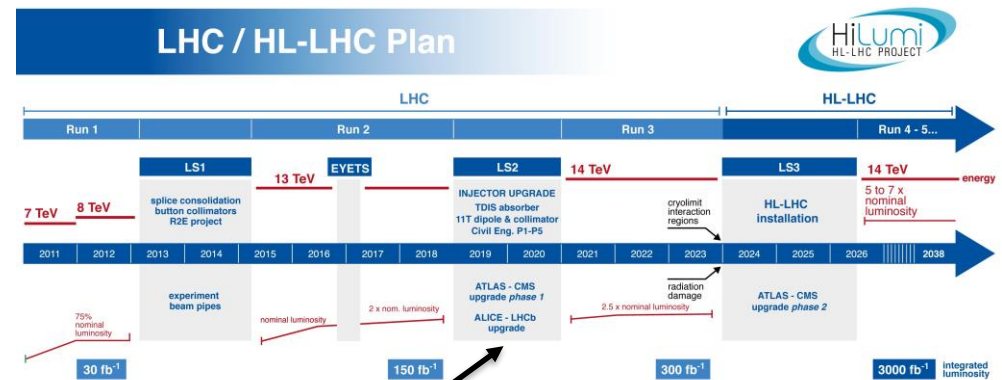 LHC / HL-LHC Plan
HiLumi
HL-LHC PROJECT
LHC
HL-LHC
Run 1
Run 2
Run 3
Run 4 - 5...
LS1
EYETS
LS2
14 TeV
LS3
14 TeV
energy
13 TeV
7 TeV
8 TeV
splice consolidation
button collimators
R2E project
INJECTOR UPGRADE
TDIS absorber
11T dipole & collimator
Civil Eng. P1-P5
cryolimit
interaction
regions
HL-LHC
installation
5 to 7 x
nominal
luminosity
2011 2012 2013 2014 2015 2016 2017 2018 2019 2020 2021 2022 2023 2024 2025 2026 2038
75%
nominal
luminosity
experiment
beam pipes
nominal luminosity
2 x nom. luminosity
ATLAS - CMS
upgrade phase 1
ALICE - LHCb
upgrade
2.5 x nominal luminosity
radiation
damage
ATLAS - CMS
upgrade phase 2
30 fb⁻¹
150 fb⁻¹
300 fb⁻¹
3000 fb⁻¹
integrated
luminosity